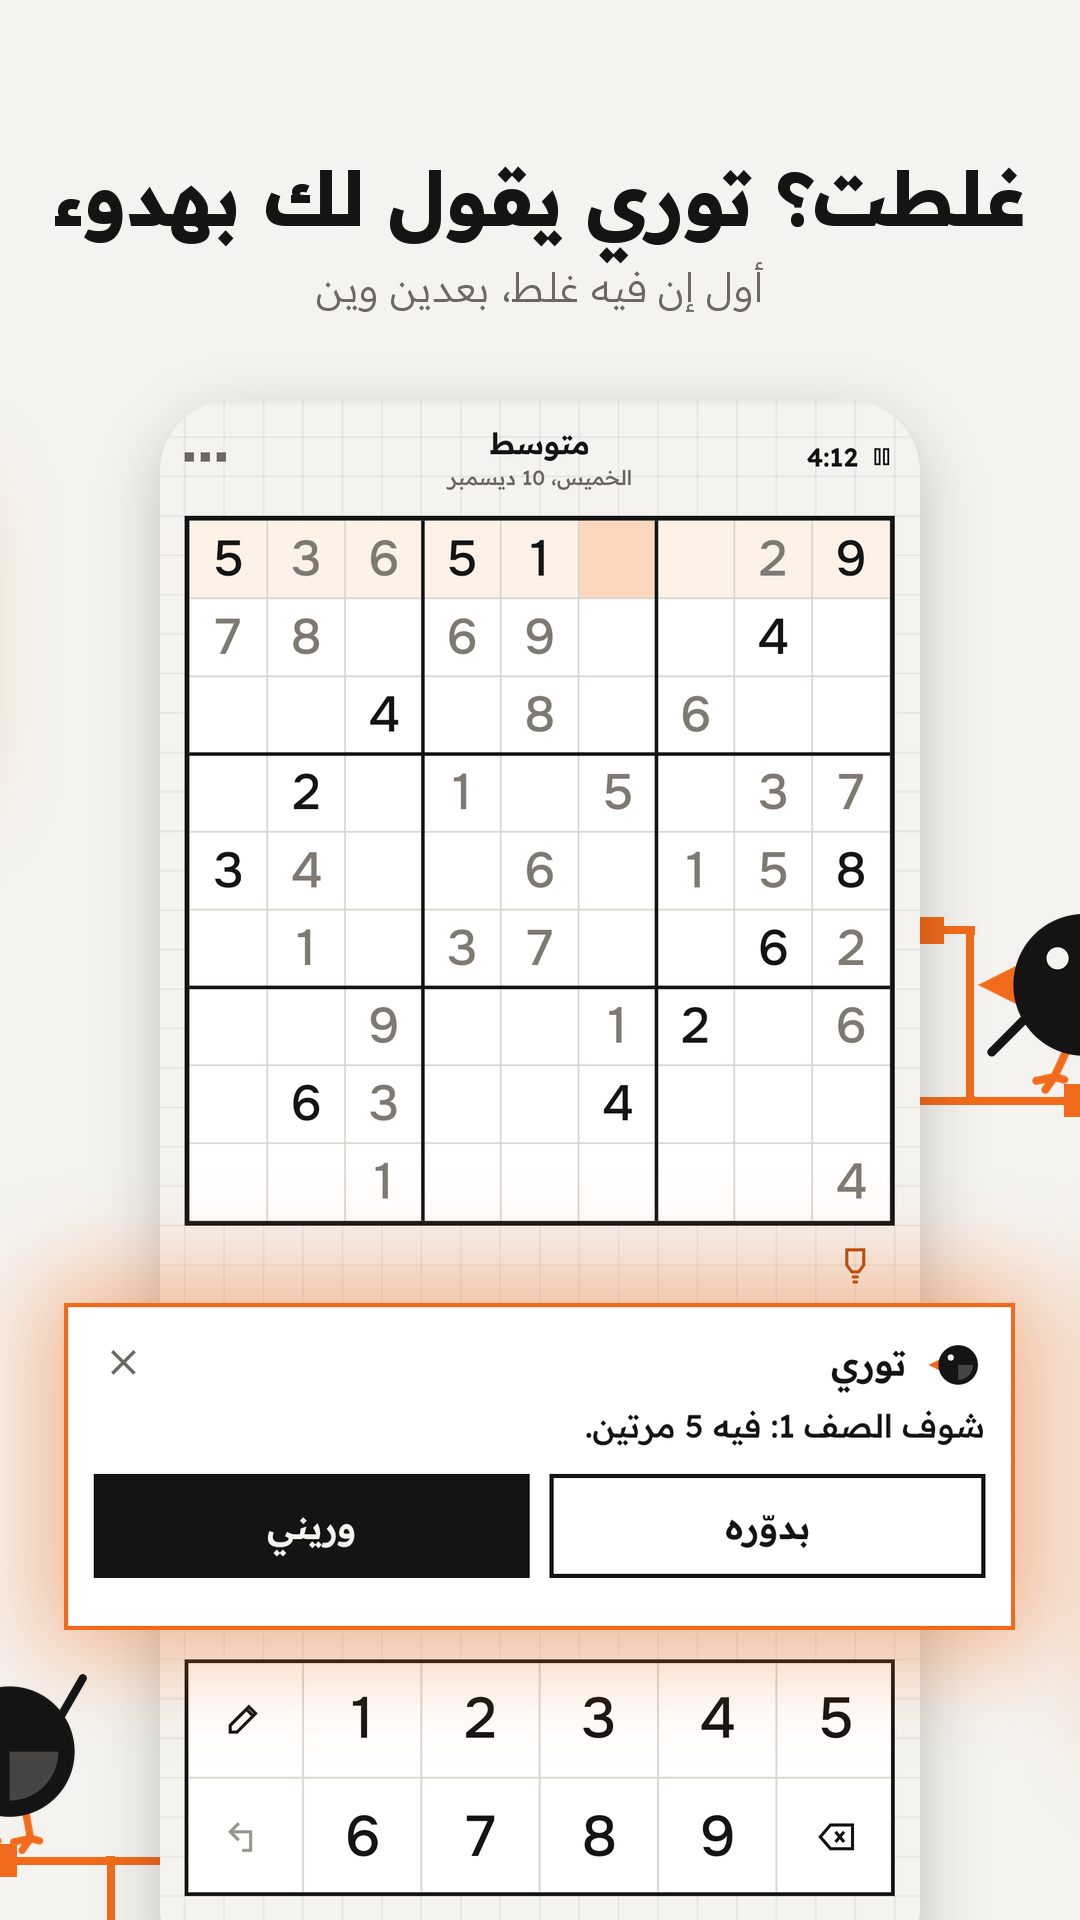 غلطت؟ توري يقول لك بهدوء
أول إن فيه غلط، بعدين وين
متوسط
4:12
الخميس، 10 ديسمبر
5 3 6 5 1 2 9
7 8 6 9 4
4 8 6
2 1 5 3 7
3 4 6 1 5 8
1 3 7 6 2
9 1 2 6
6 3 4
1 4
توري
شوف الصف 1: فيه 5 مرتين.
بدوّره
وريني
1 2 3 4 5
6 7 8 9